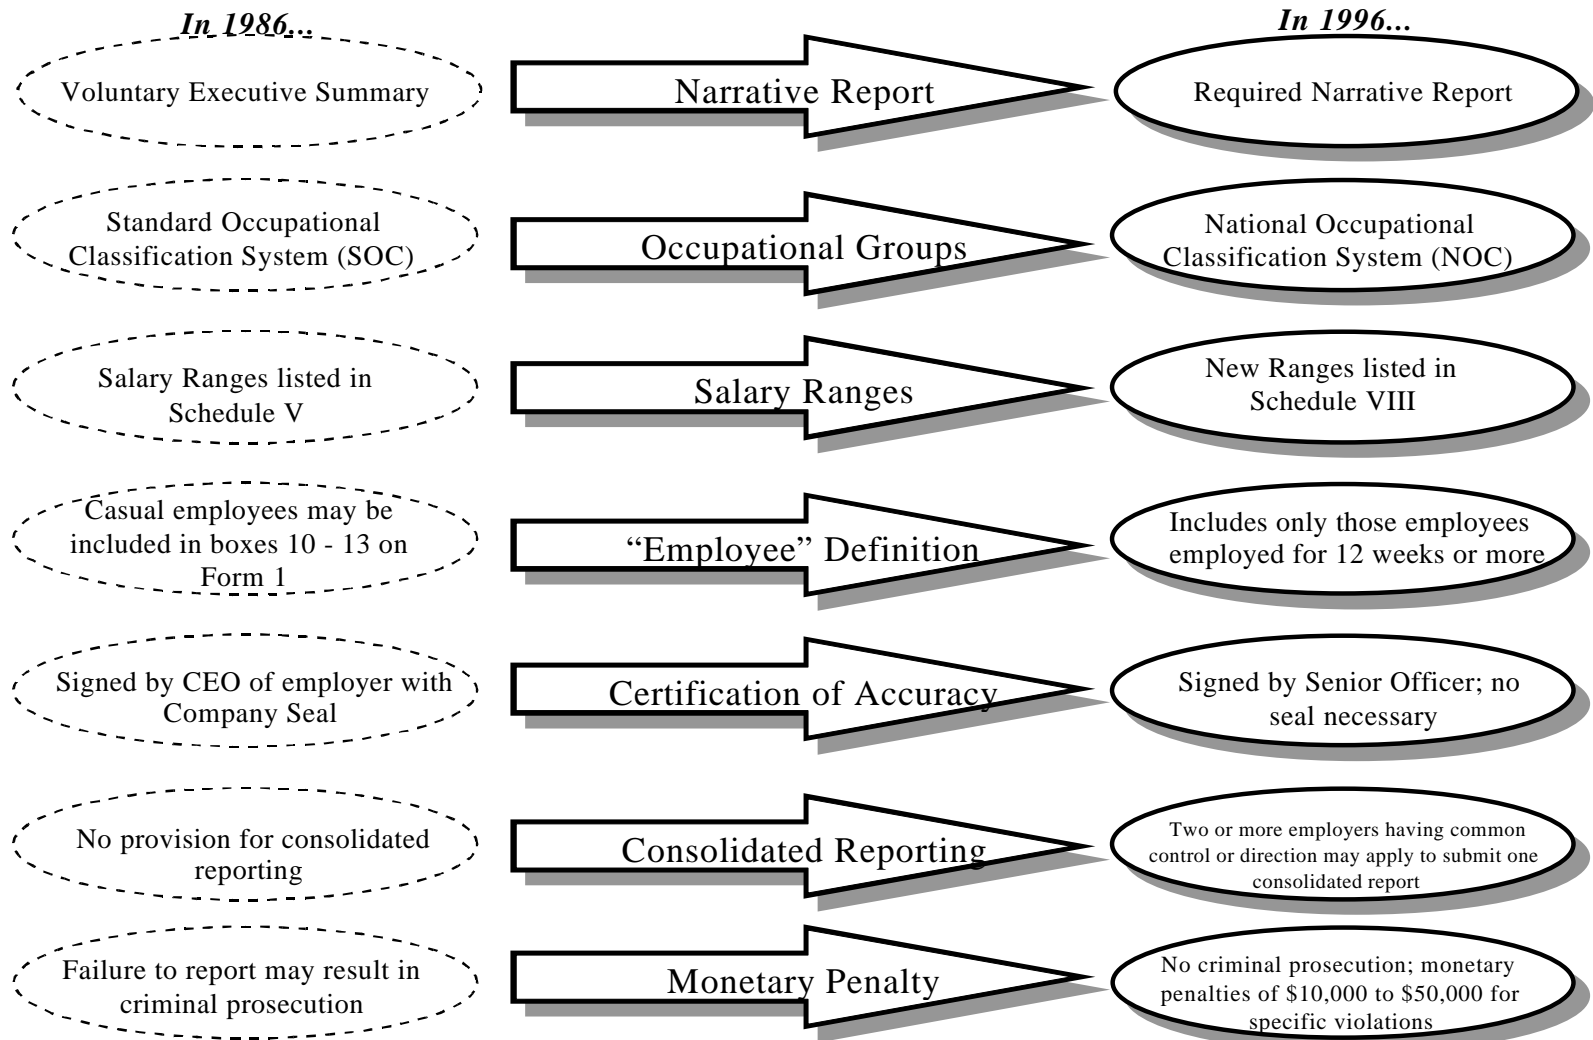 In 1986...
In 1996...
Voluntary Executive Summary
Narrative Report
Required Narrative Report
Standard Occupational
Classification System (SOC)
Occupational Groups
National Occupational
Classification System (NOC)
Salary Ranges listed in
Schedule V
Salary Ranges
New Ranges listed in
Schedule VIII
Casual employees may be
included in boxes 10 - 13 on
Form 1
“Employee” Definition
Includes only those employees
employed for 12 weeks or more
Signed by CEO of employer with
Company Seal
Certification of Accuracy
Signed by Senior Officer; no
seal necessary
No provision for consolidated
reporting
Consolidated Reporting
Two or more employers having common
control or direction may apply to submit one
consolidated report
Failure to report may result in
criminal prosecution
Monetary Penalty
No criminal prosecution; monetary
penalties of $10,000 to $50,000 for
specific violations